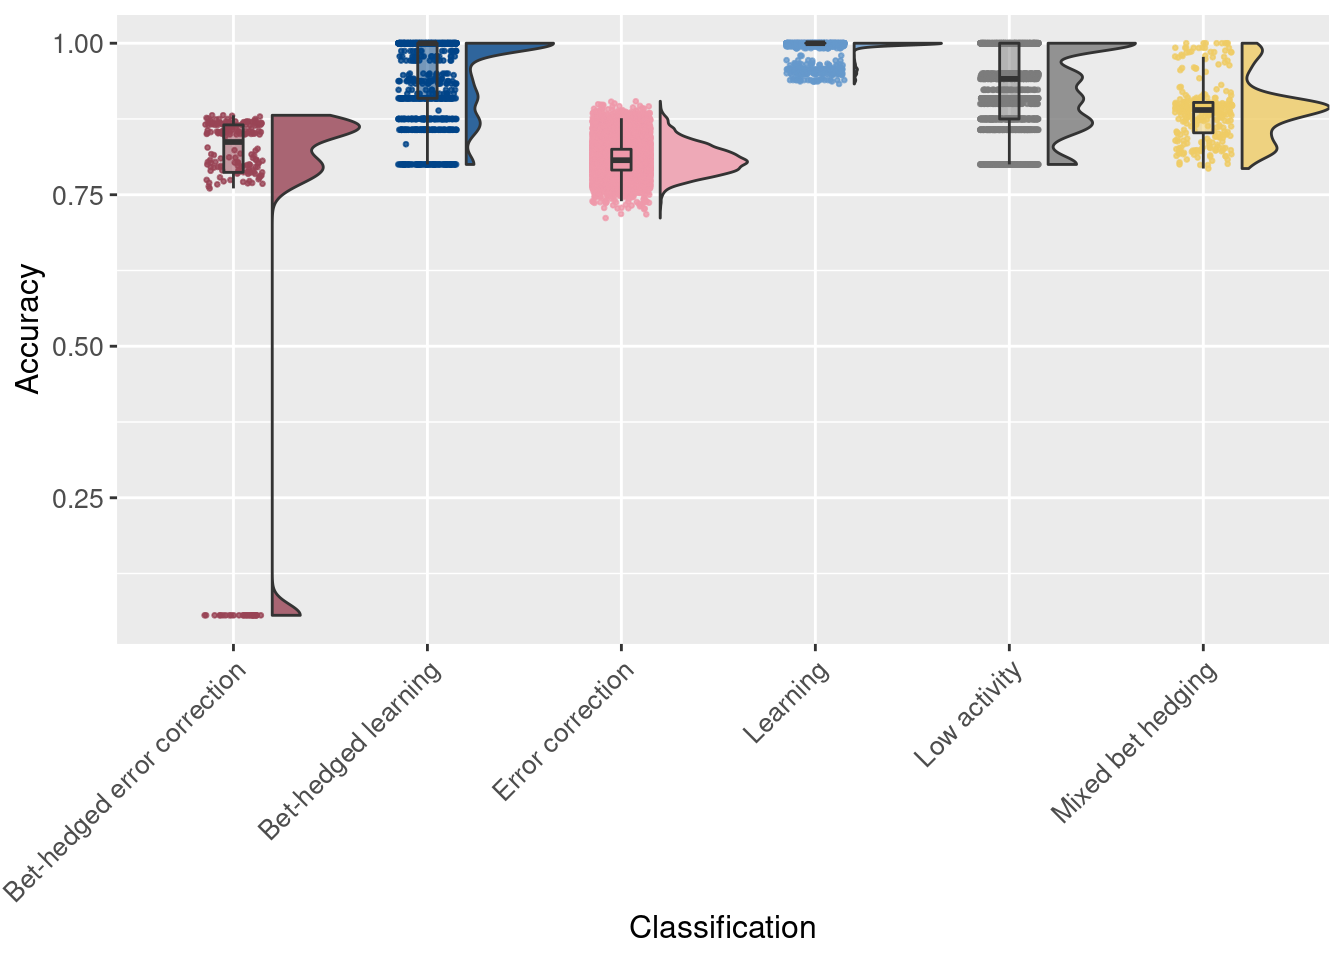 1.00
0.75
0.50
0.25
Accuracy
Bet-hedged error correction
Bet-hedged learning
Error correction
Learning
Low activity
Mixed bet hedging
Classification